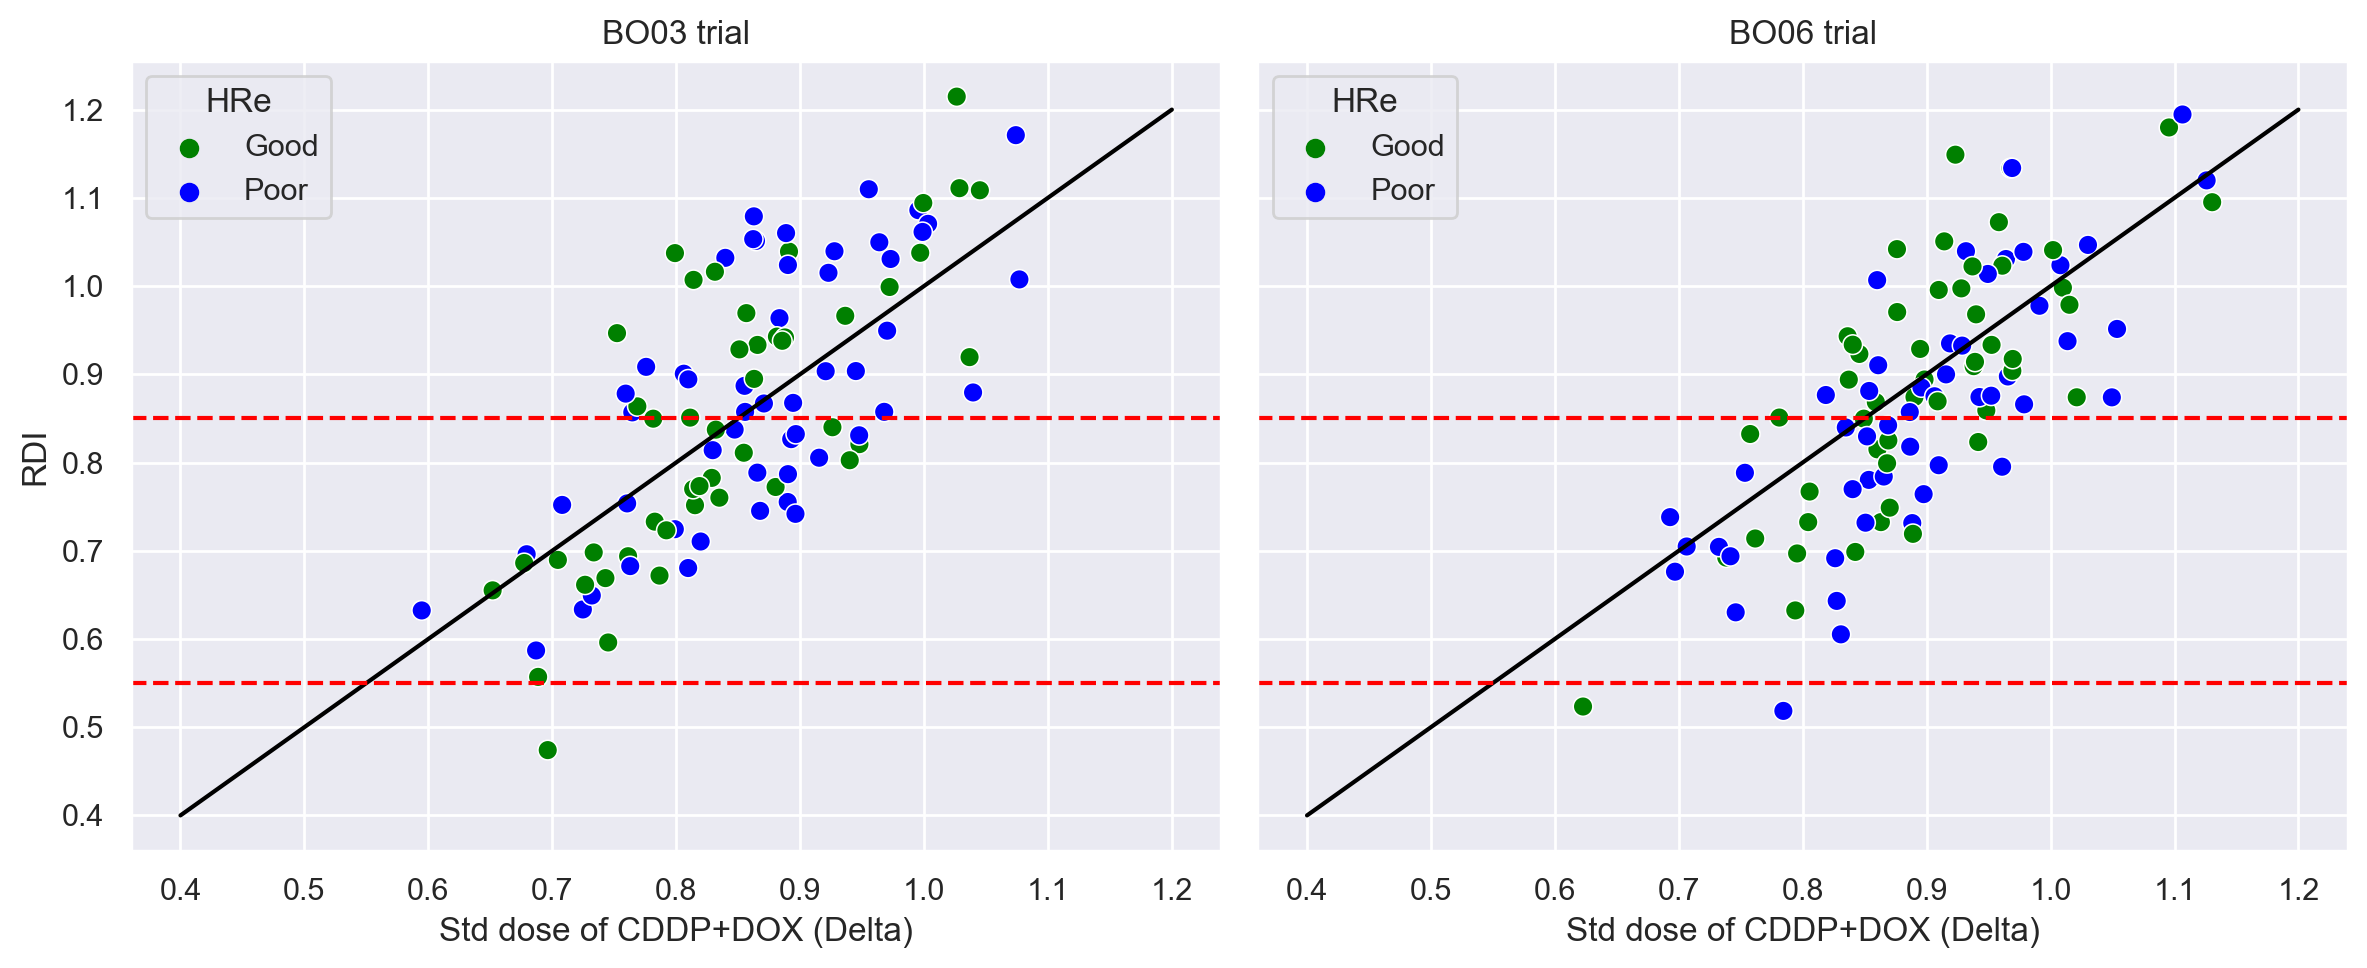 BO03 trial
HRe
Good
Poor
RDI
1.2
1.1
1.0
0.9
0.8
0.7
0.6
0.5
0.4
0.4 0.5 0.6 0.7 0.8 0.9 1.0 1.1 1.2
Std dose of CDDP+DOX (Delta)
BO06 trial
HRe
Good
Poor
0.4 0.5 0.6 0.7 0.8 0.9 1.0 1.1 1.2
Std dose of CDDP+DOX (Delta)